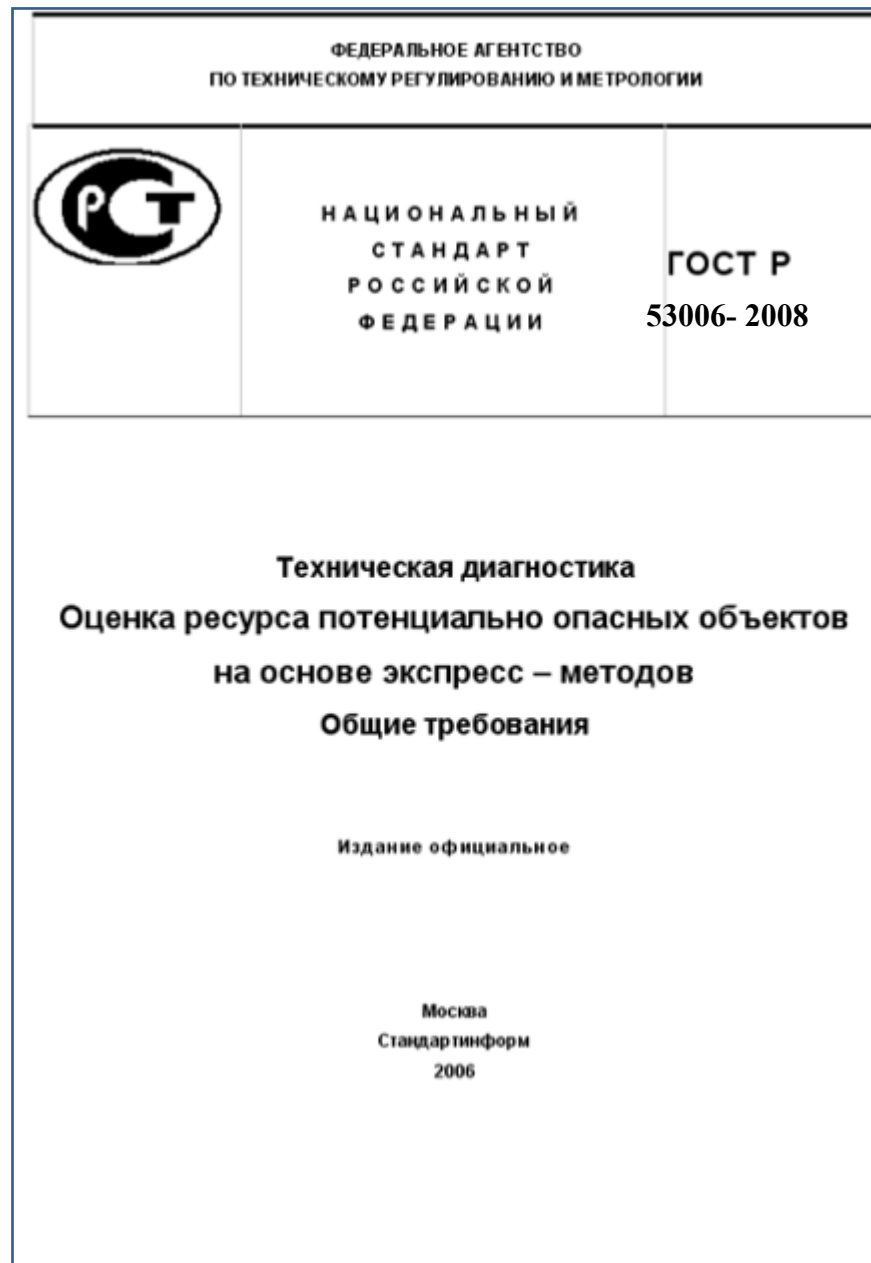 ФЕДЕРАЛЬНОЕ АГЕНТСТВО
ПО ТЕХНИЧЕСКОМУ РЕГУЛИРОВАНИЮ И МЕТРОЛОГИИ
РСТ
НАЦИОНАЛЬНЫЙ
СТАНДАРТ
РОССИЙСКОЙ
ФЕДЕРАЦИИ
ГОСТ Р
53006- 2008
Техническая диагностика
Оценка ресурса потенциально опасных объектов
на основе экспресс – методов
Общие требования
Издание официальное
Москва
Стандартинформ
2006